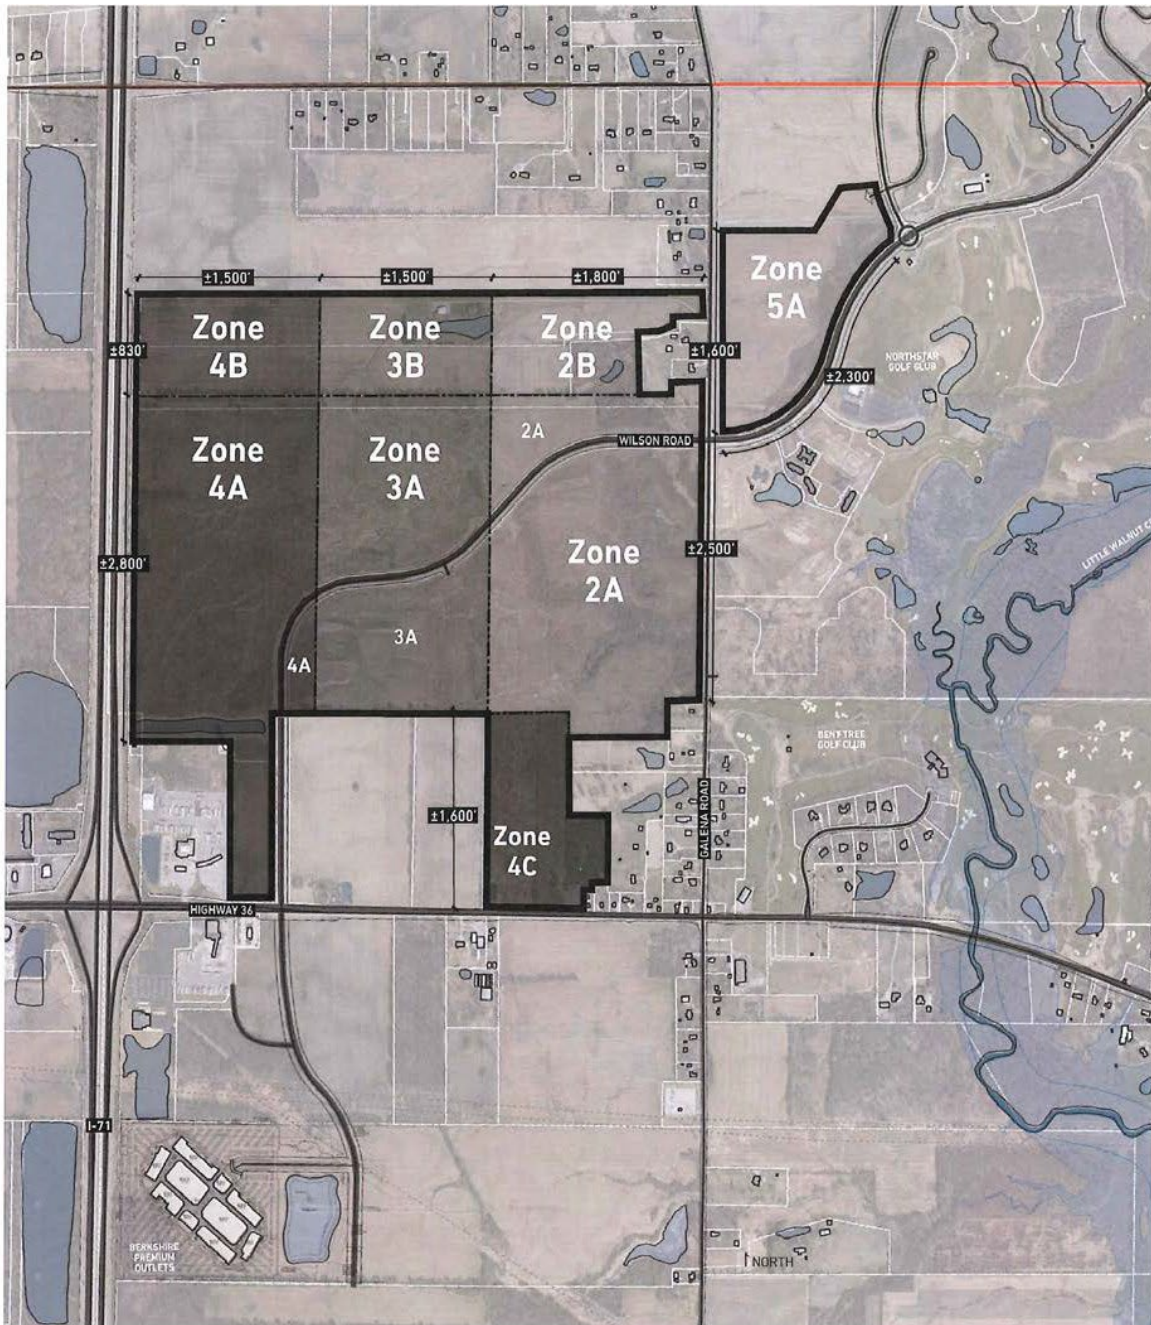 ±1,500'
±1,500'
±1,800'
Zone
5A
Zone
4B
Zone
3B
Zone
2B
±830'
±1,600'
±2,300'
NORTHSTAR
GOLF CLUB
2A
WILSON ROAD
Zone
4A
Zone
3A
Zone
2A
±2,800'
±2,500'
LITTLE WALNUT
3A
4A
BENT TREE
GOLF CLUB
±1,600'
Zone
4C
GALENA ROAD
HIGHWAY 36
I-71
BERKSHIRE
PREMIUM
OUTLETS
NORTH